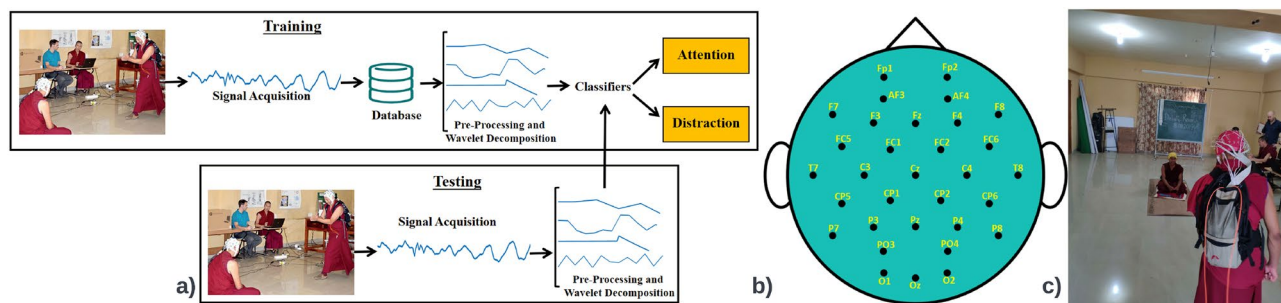 Training
Signal Acquisition
Database
Pre-Processing and
Wavelet Decomposition
Classifiers
Attention
Distraction
Testing
Signal Acquisition
Pre-Processing and
Wavelet Decomposition
a)
Fp1 Fp2
AF3 AF4
F7 F3 Fz F4 F8
FC5 FC1 FC2 FC6
T7 C3 Cz C4 T8
CP5 CP1 CP2 CP6
P7 P3 Pz P4 P8
PO3 PO4
O1 Oz O2
b)
c)